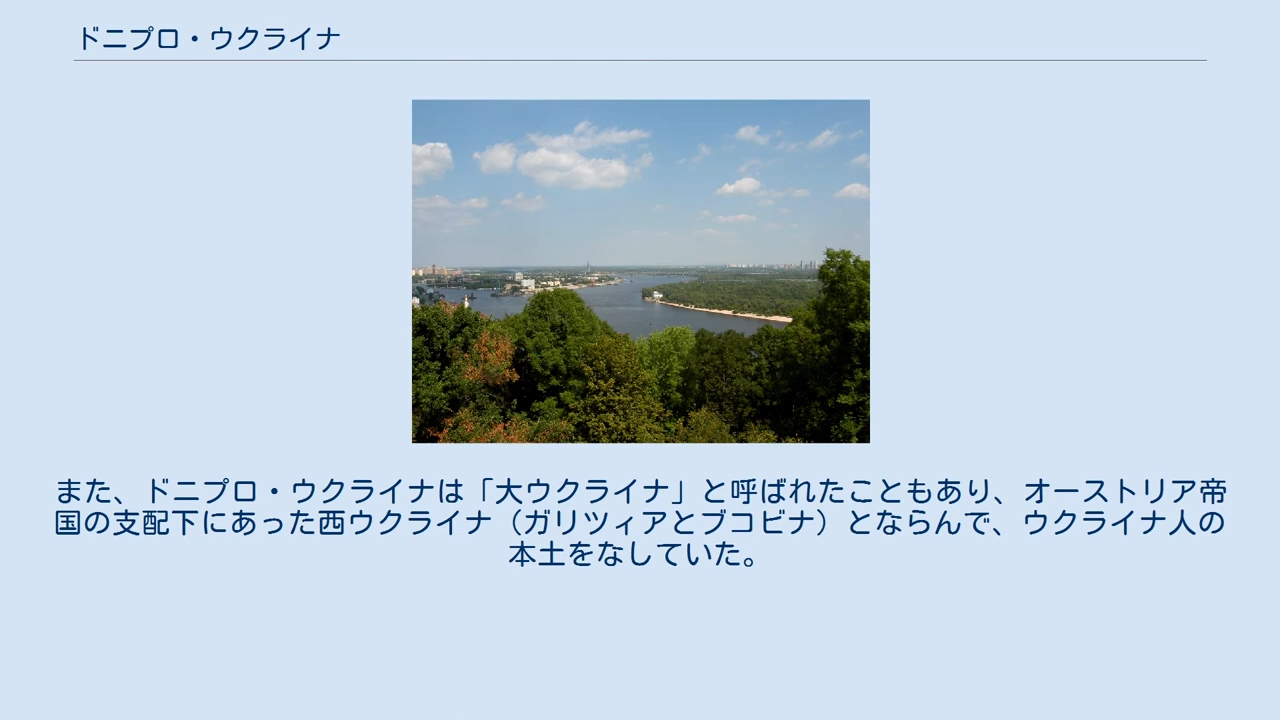 ドニプロ・ウクライナ
また、ドニプロ・ウクライナは「大ウクライナ」と呼ばれたこともあり、オーストリア帝
国の支配下にあった西ウクライナ（ガリツィアとブコビナ）とならんで、ウクライナ人の
本土をなしていた。